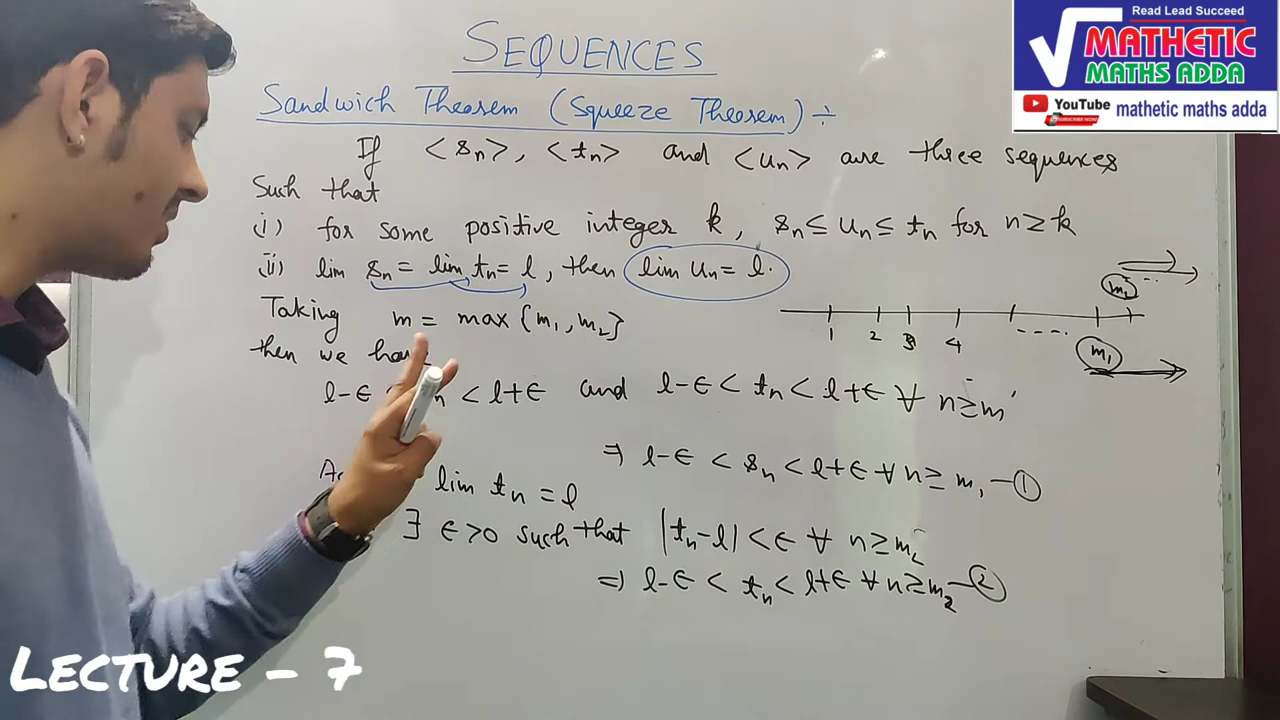 SEQUENCES
Read Lead Succeed
MATHETIC
MATHS ADDA
YouTube mathetic maths adda
Sandwich Theorem (Squeeze Theorem) ÷
If <sn>, <tn> and <un> are three sequences
Such that
(i) for some positive integer k, sn ≤ un ≤ tn for n ≥ k
(ii) lim sn = lim tn = l, then lim un = l.
Taking m = max {m1, m2}
then we have
1 2 3 4 ---- m1 m2
l-ϵ n < l+ϵ and l-ϵ < tn < l+ϵ ∀ n ≥ m
⇒ l-ϵ < sn < l+ϵ ∀ n ≥ m1 — ①
lim tn = l
∃ ϵ>0 such that |tn-l| < ϵ ∀ n ≥ m2
⇒ l-ϵ < tn < l+ϵ ∀ n ≥ m2 — ②
LECTURE - 7